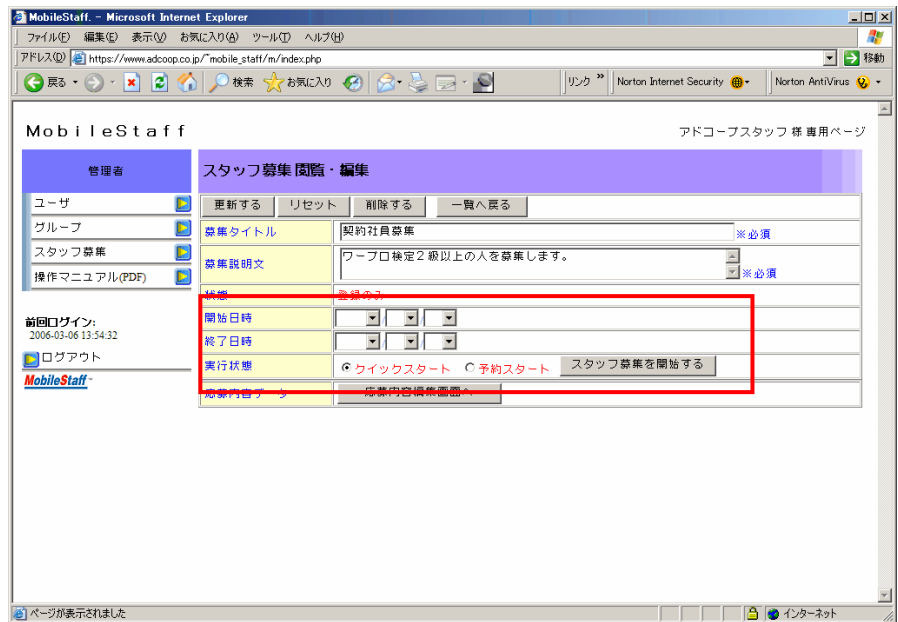 MobileStaff. - Microsoft Internet Explorer
ファイル(F) 編集(E) 表示(V) お気に入り(A) ツール(T) ヘルプ(H)
アドレス(D) https://www.adcoop.co.jp/~mobile_staff/m/index.php 移動
戻る 検索 お気に入り リンク » Norton Internet Security Norton AntiVirus
MobileStaff
アドコープスタッフ 様 専用ページ
管理者
ユーザ
グループ
スタッフ募集
操作マニュアル(PDF)
前回ログイン:
2006-03-06 13:54:32
ログアウト
MobileStaff
スタッフ募集 閲覧・編集
更新する リセット 削除する 一覧へ戻る
募集タイトル 契約社員募集 ※必須
募集説明文 ワープロ検定2級以上の人を募集します。 ※必須
状態 登録のみ
開始日時 / /
終了日時 / /
実行状態 クイックスタート 予約スタート スタッフ募集を開始する
応募内容データ 応募内容編集画面へ
ページが表示されました インターネット